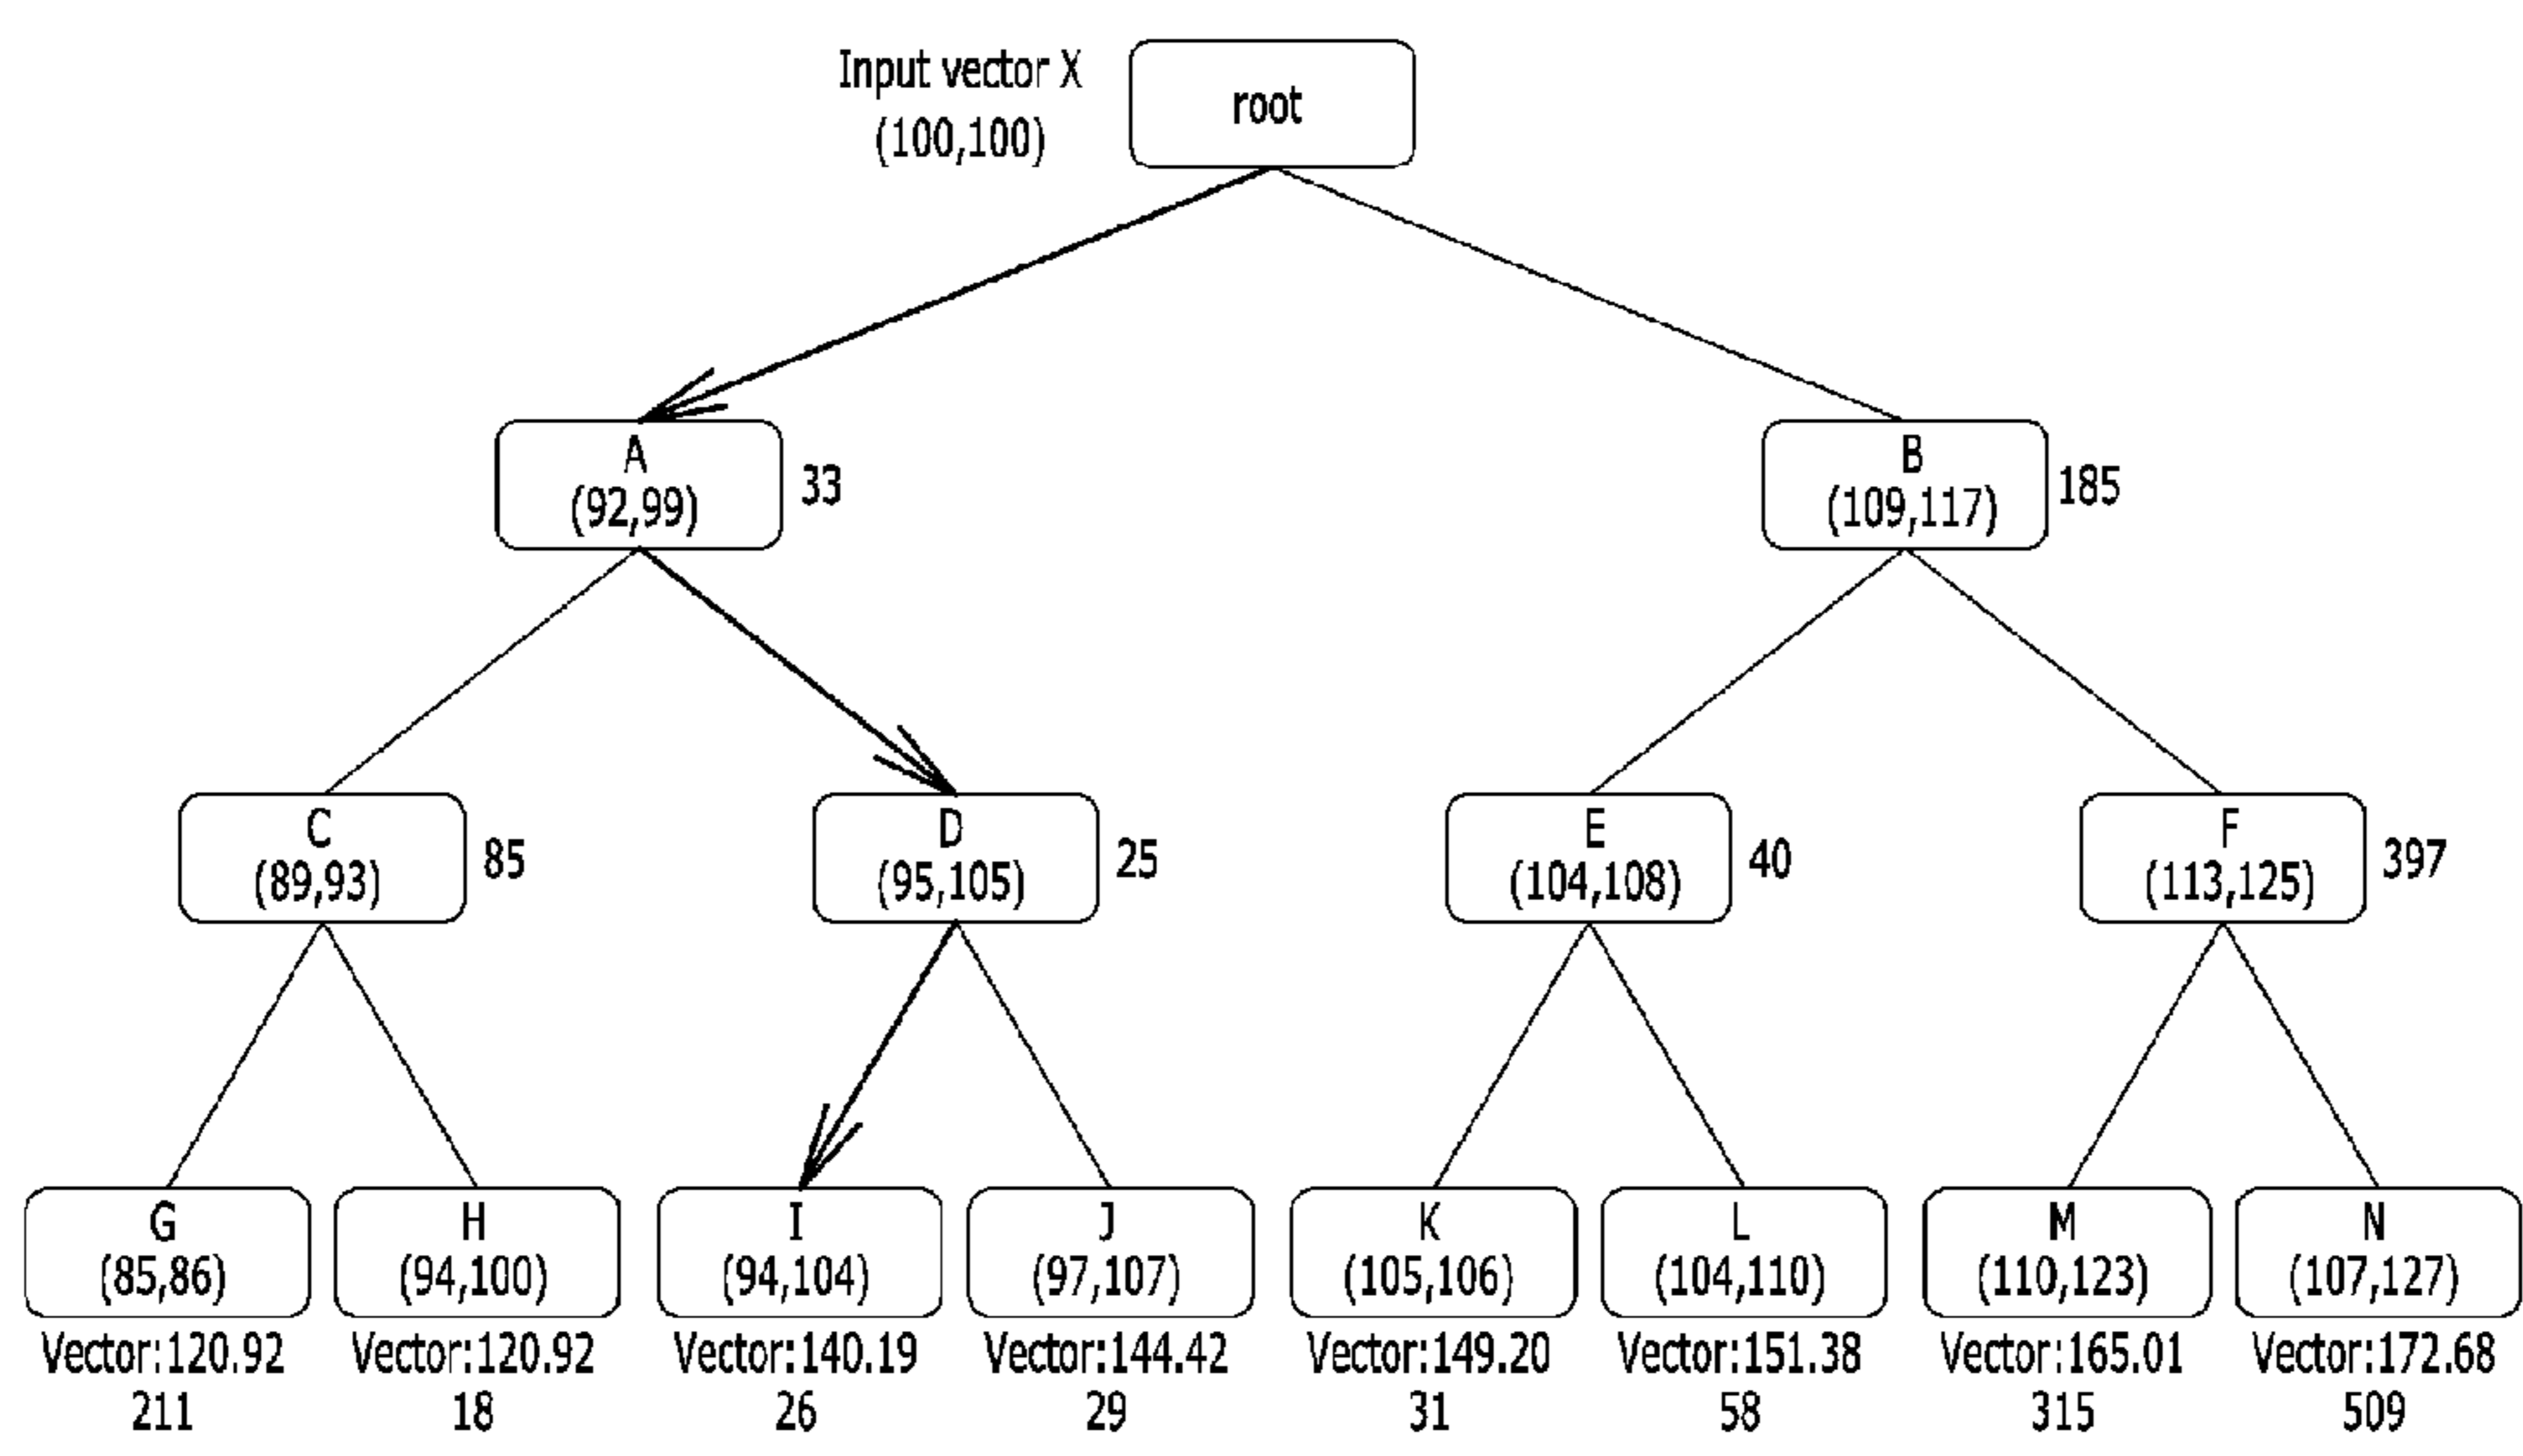 Input vector X
(100,100)
root
A
(92,99)
33
B
(109,117)
185
C
(89,93)
85
D
(95,105)
25
E
(104,108)
40
F
(113,125)
397
G
(85,86)
Vector:120.92
211
H
(94,100)
Vector:120.92
18
I
(94,104)
Vector:140.19
26
J
(97,107)
Vector:144.42
29
K
(105,106)
Vector:149.20
31
L
(104,110)
Vector:151.38
58
M
(110,123)
Vector:165.01
315
N
(107,127)
Vector:172.68
509